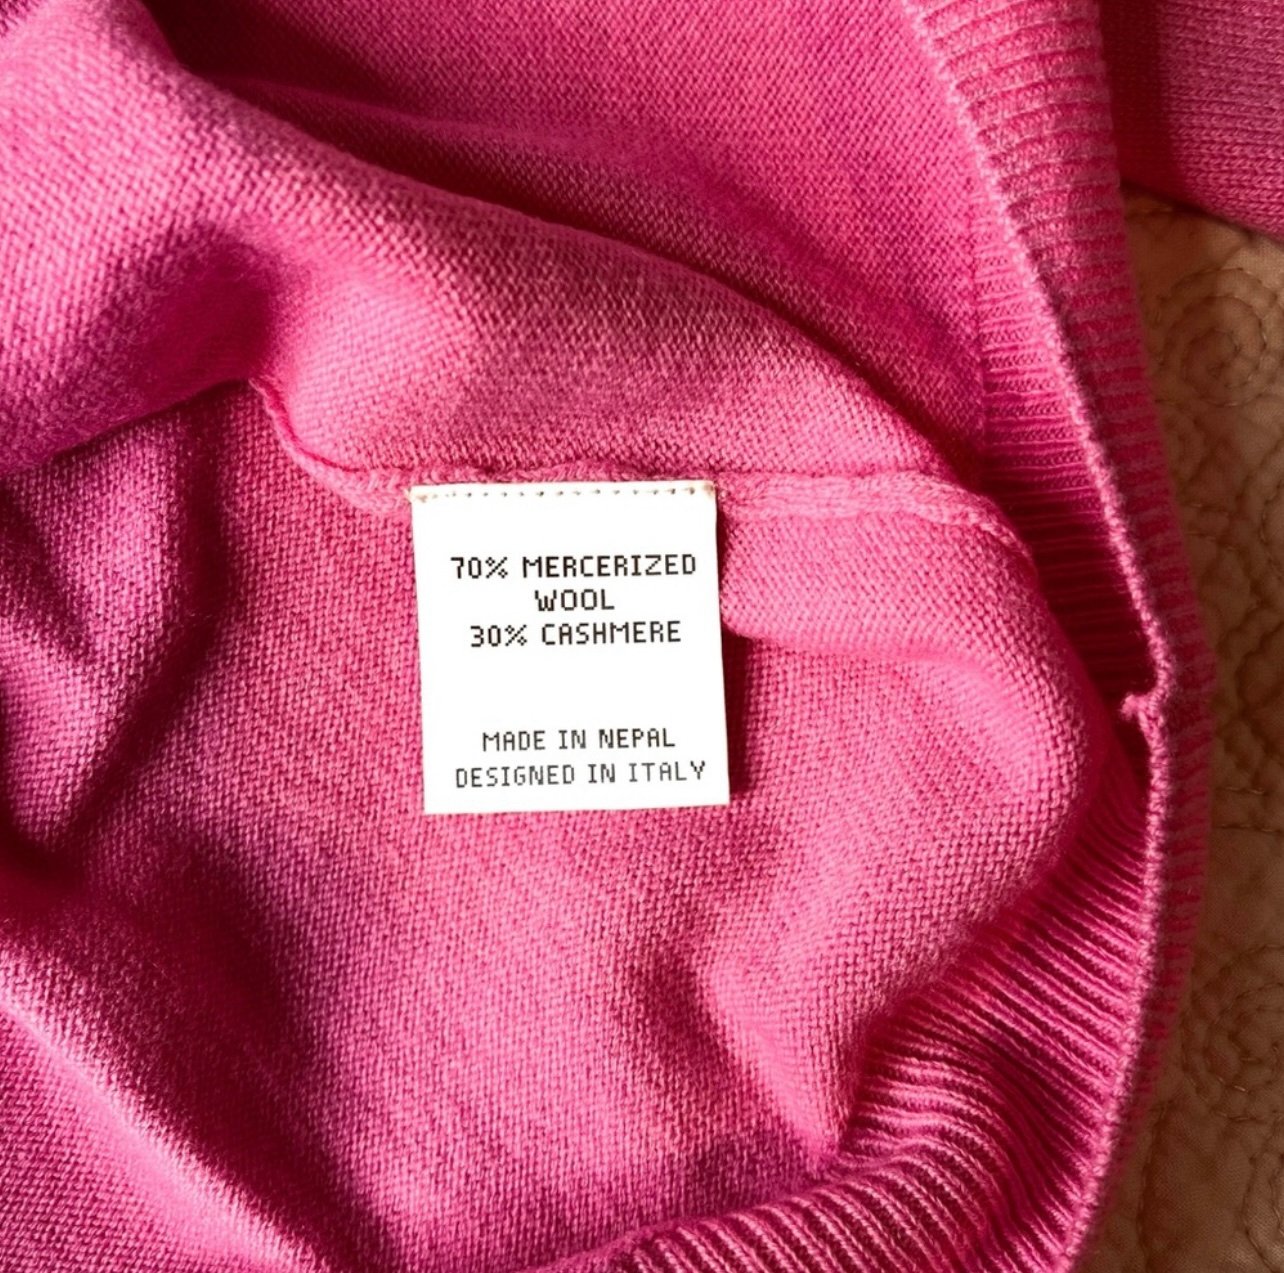 70% MERCERIZED
WOOL
30% CASHMERE
MADE IN NEPAL
DESIGNED IN ITALY